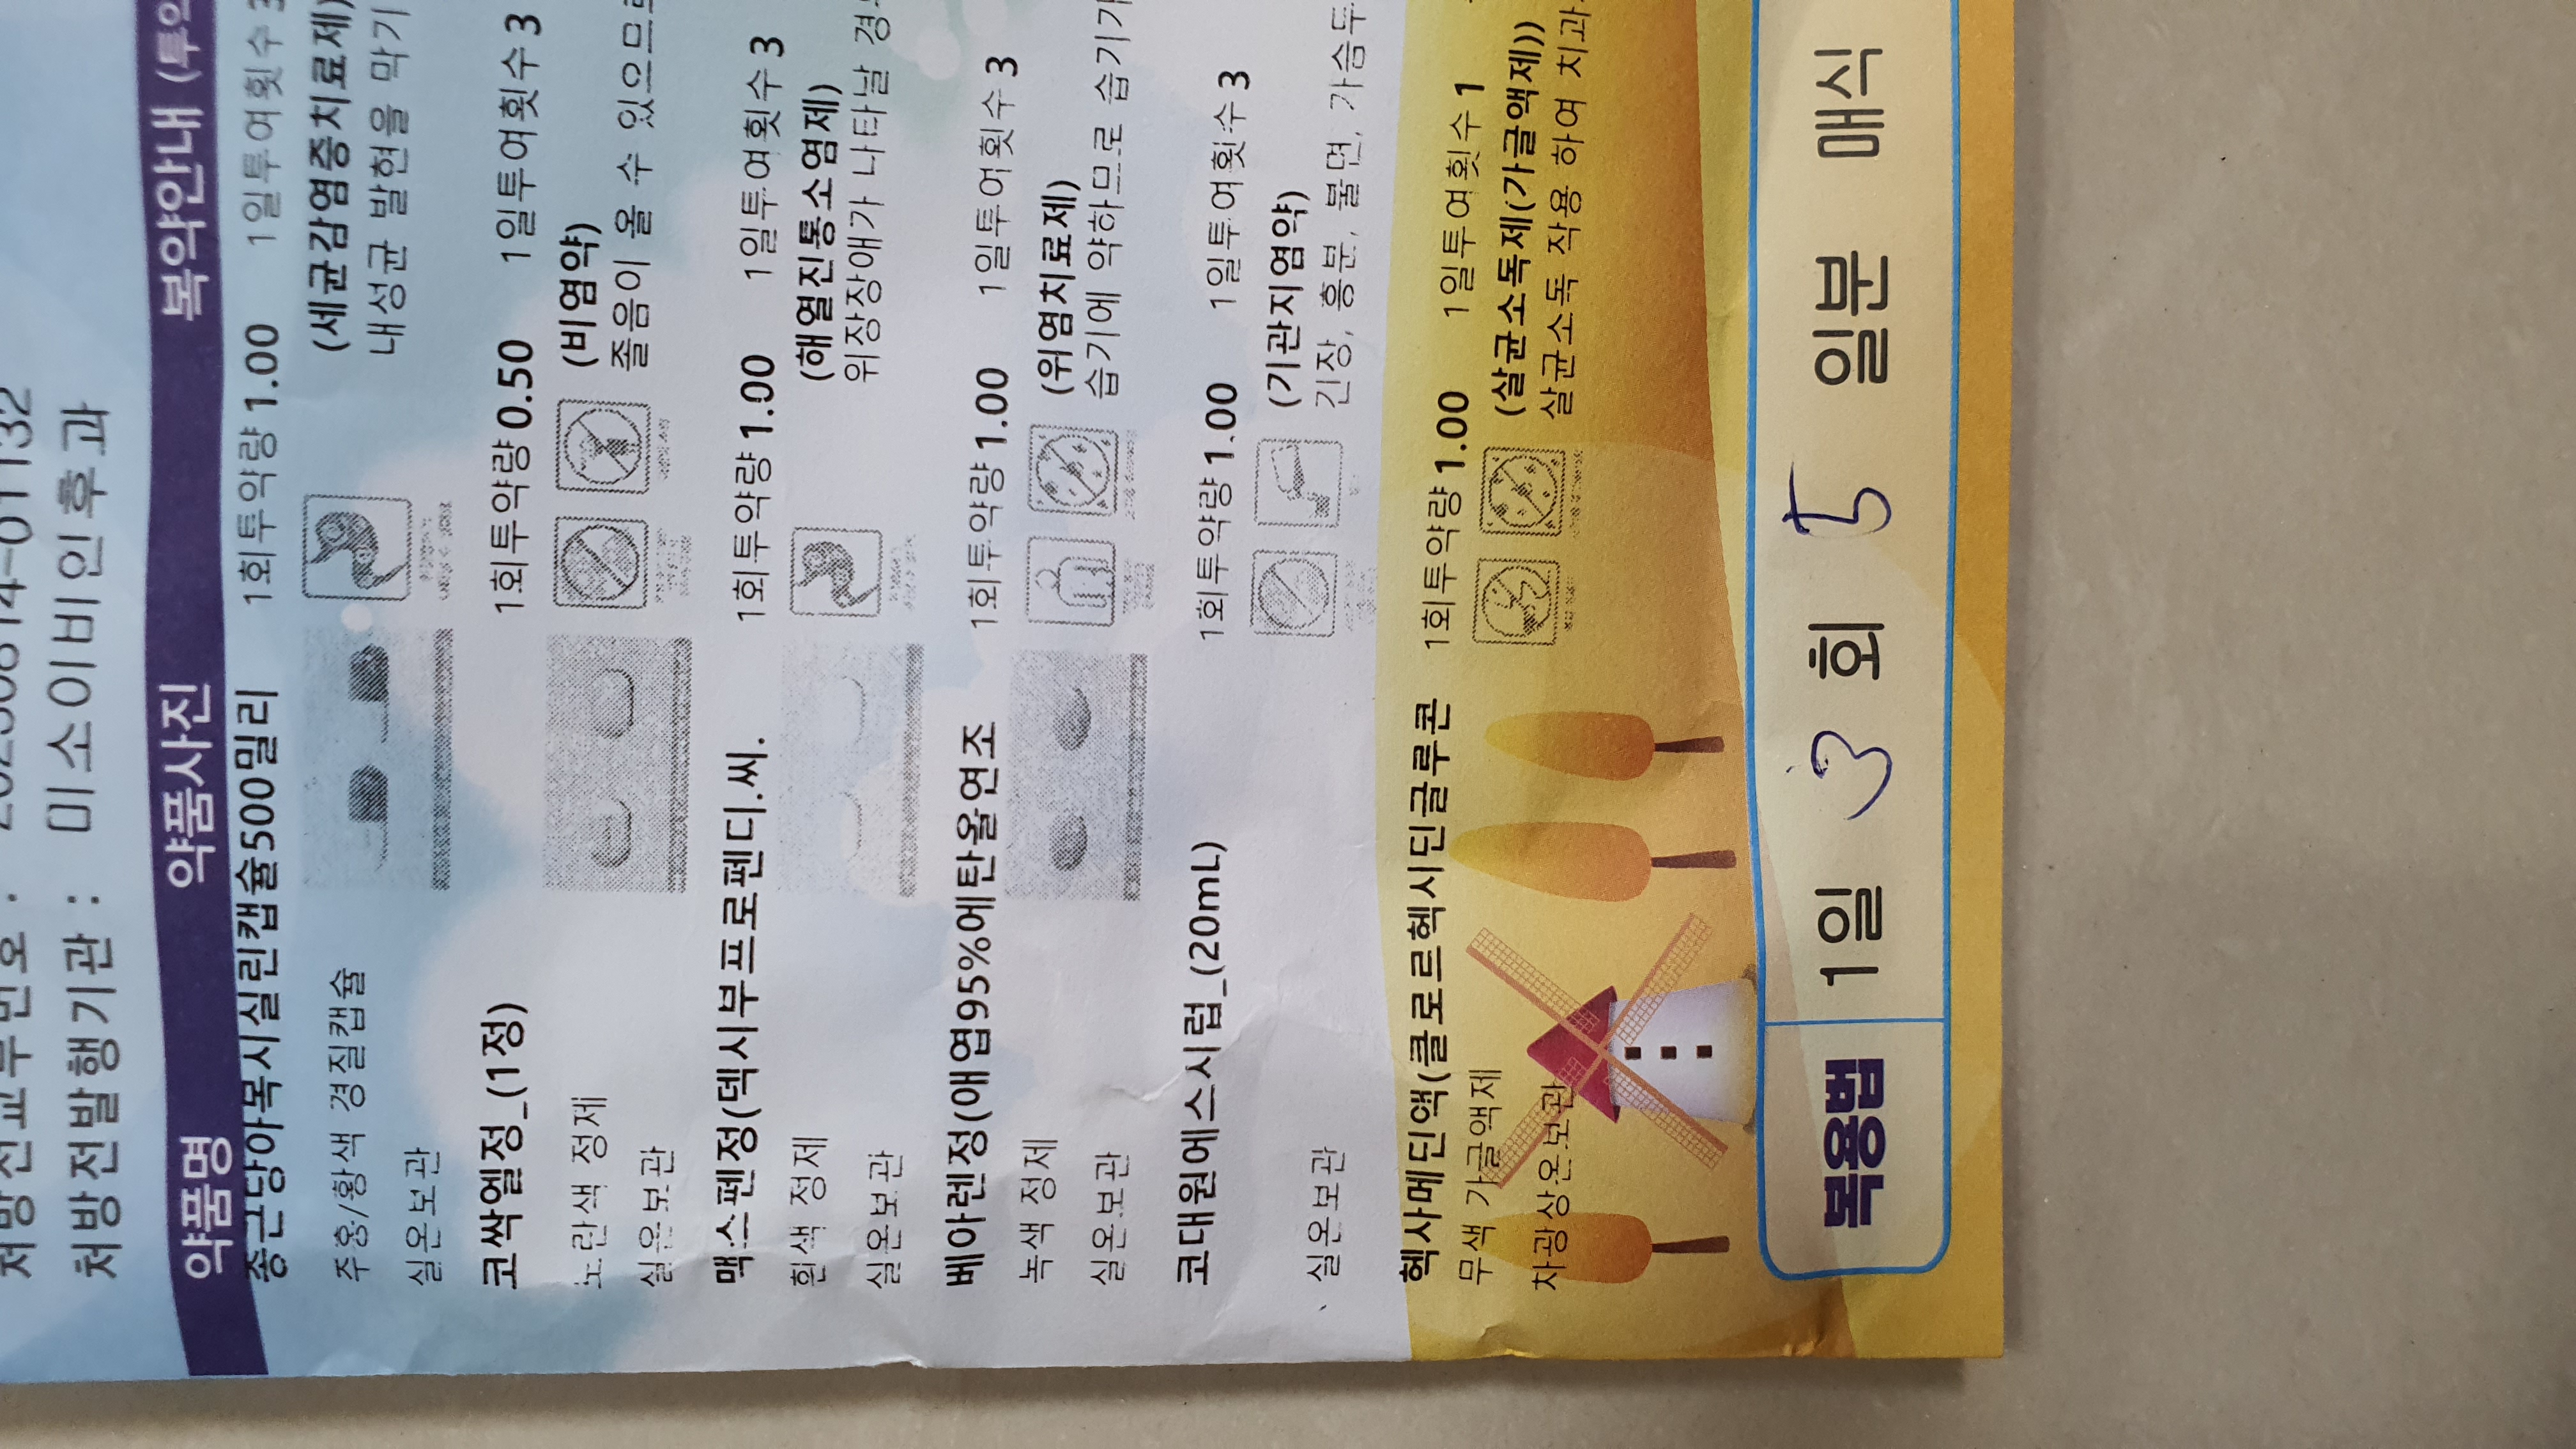 처방전발행기관 : 미소이비인후과
약품명 약품사진 복약안내 (투약
종근당아목시실린캡슐500밀리 1회투약량 1.00 1일투여횟수 3
(세균감염증치료제)
주홍/황색 경질캡슐 내성균 발현을 막기
실온보관
코싹엘정_(1정) 1회투약량 0.50 1일투여횟수 3
(비염약)
노란색 정제 졸음이 올 수 있으므로
실온보관
맥스펜정(덱시부프로펜디.씨. 1회투약량 1.00 1일투여횟수 3
(해열진통소염제)
흰색 정제 위장장애가 나타날 경
실온보관
베아렌정(애엽95%에탄올연조 1회투약량 1.00 1일투여횟수 3
(위염치료제)
녹색 정제 습기에 약하므로 습기가
실온보관
코대원에스시럽_(20mL) 1회투약량 1.00 1일투여횟수 3
(기관지염약)
긴장, 흥분, 불면, 가슴두
실온보관
헥사메딘액(클로르헥시딘글루콘 1회투약량 1.00 1일투여횟수 1
무색 가글액제 (살균소독제(가글액제))
차광상온보관 살균소독 작용 하여 치과
복용법 1일 3 회 5 일분 매식